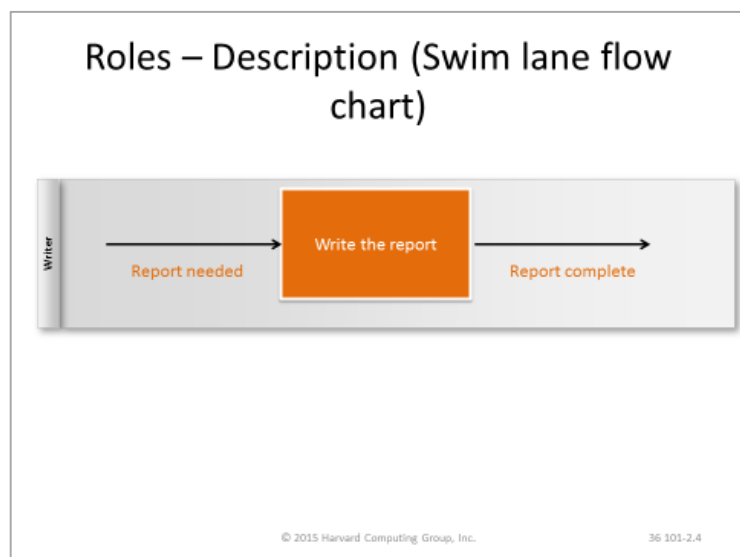 Roles – Description (Swim lane flow
chart)
Writer
Write the report
Report needed
Report complete
© 2015 Harvard Computing Group, Inc.
36 101-2.4